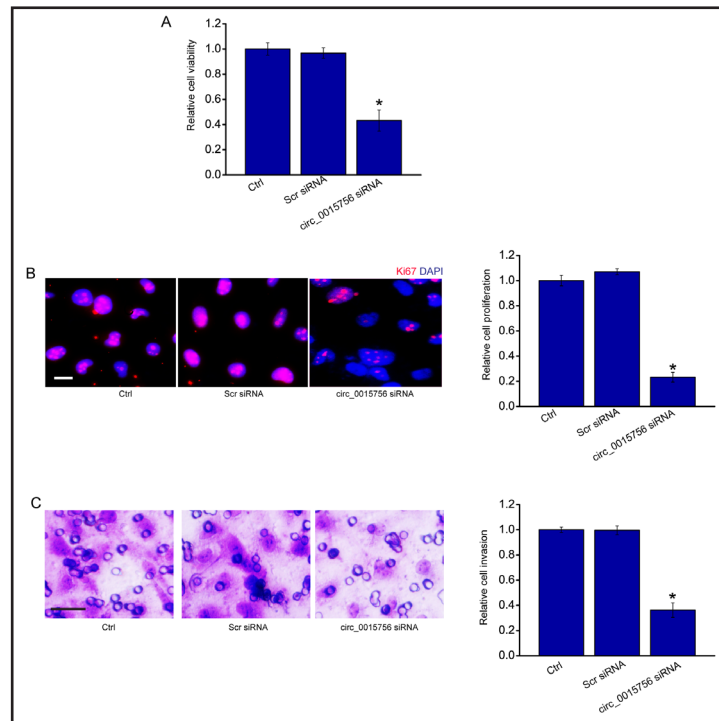 A
Relative cell viability
1.2
1.0
0.8
0.6
0.4
0.2
0.0
*
Ctrl
Scr siRNA
circ_0015756 siRNA
B
Ki67 DAPI
Ctrl
Scr siRNA
circ_0015756 siRNA
Relative cell proliferation
1.2
1.0
0.8
0.6
0.4
0.2
0.0
*
Ctrl
Scr siRNA
circ_0015756 siRNA
C
Ctrl
Scr siRNA
circ_0015756 siRNA
Relative cell invasion
1.2
1.0
0.8
0.6
0.4
0.2
0.0
*
Ctrl
Scr siRNA
circ_0015756 siRNA